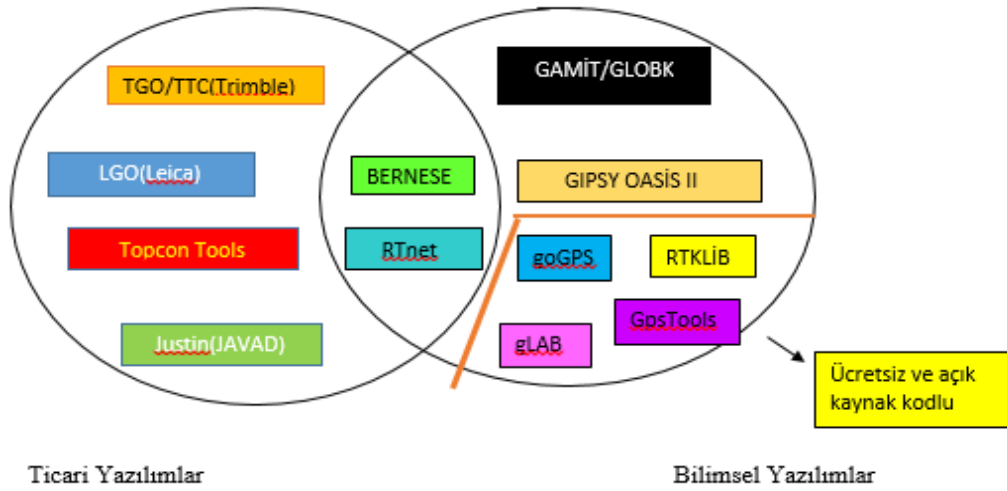 TGO/TTC(Trimble)
GAMİT/GLOBK
LGO(Leica)
BERNESE
GIPSY OASIS II
Topcon Tools
RTnet
goGPS
RTKLİB
GpsTools
Justin(JAVAD)
gLAB
Ücretsiz ve açık
kaynak kodlu
Ticari Yazılımlar
Bilimsel Yazılımlar